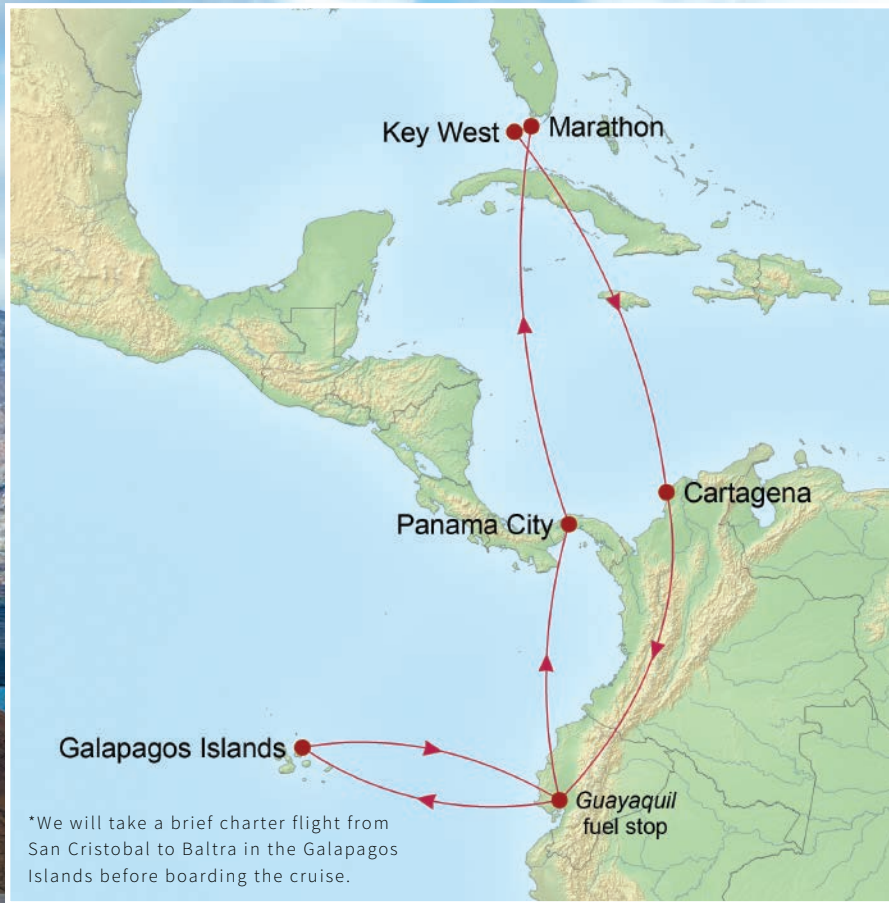 Key West
Marathon
Cartagena
Panama City
Galapagos Islands
Guayaquil
fuel stop
*We will take a brief charter flight from
San Cristobal to Baltra in the Galapagos
Islands before boarding the cruise.